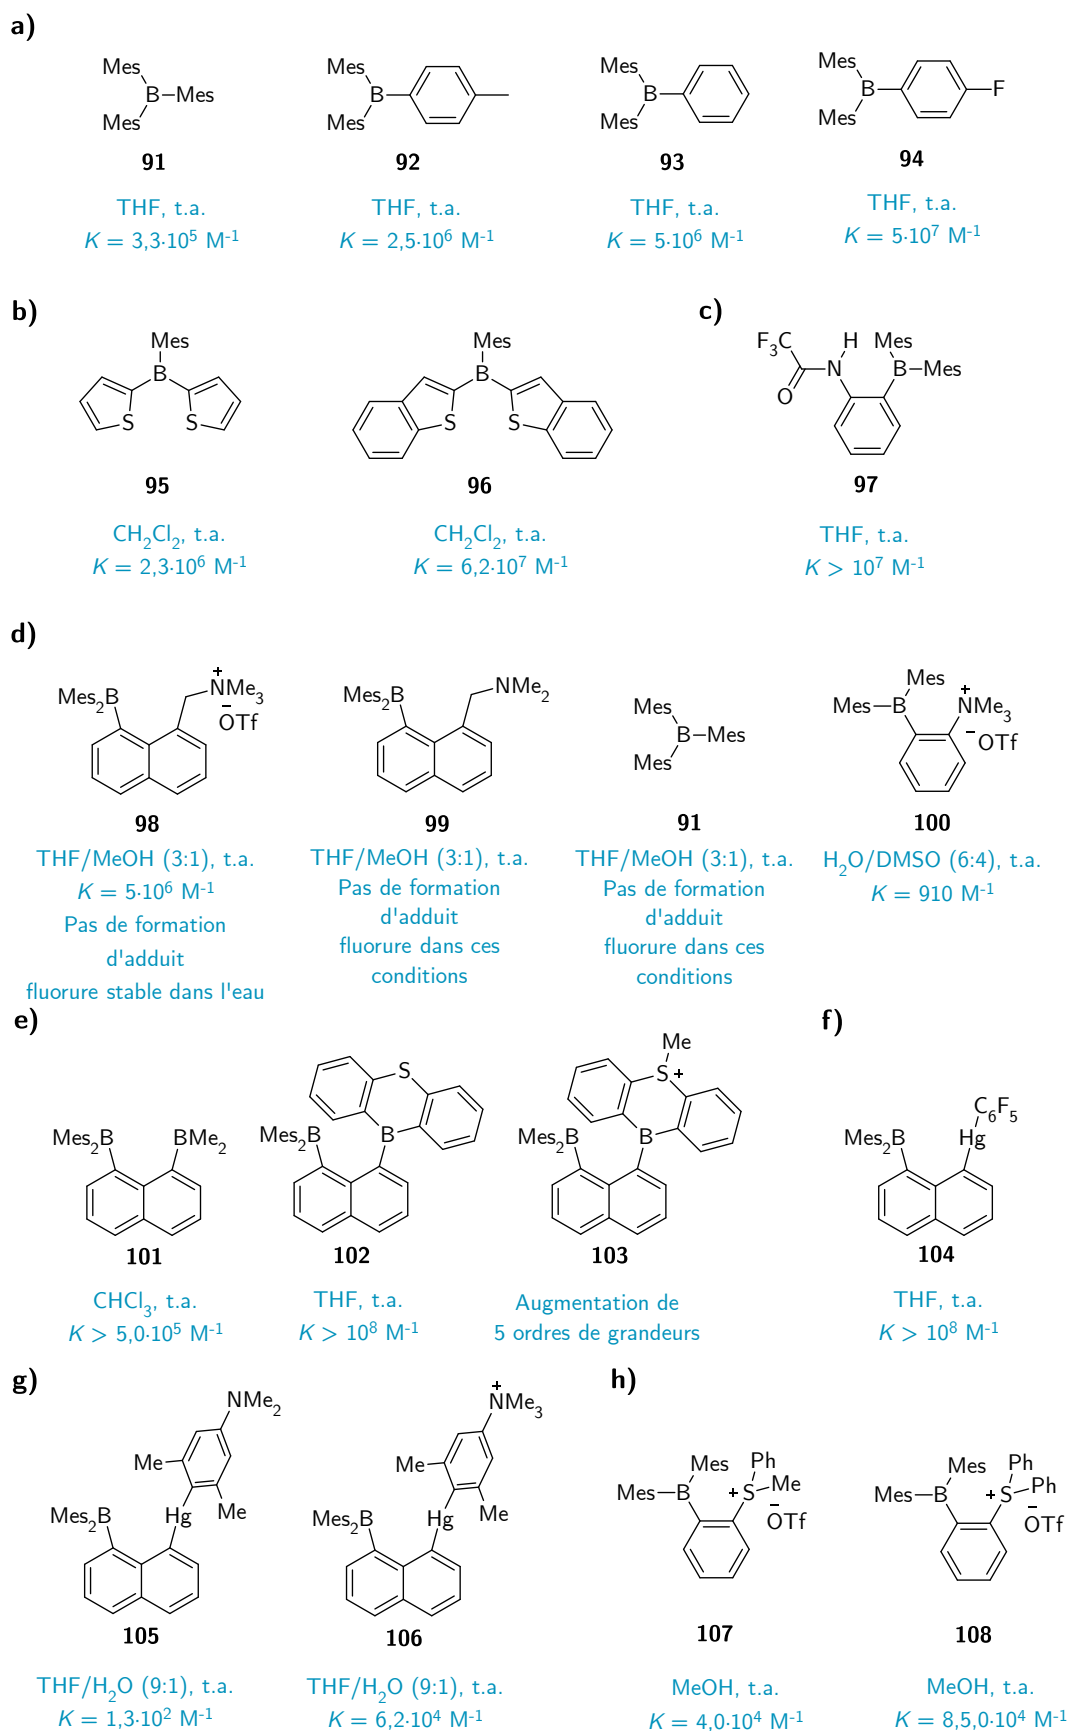 a)
Mes
B
Mes
Mes
Mes
B
Mes
Mes
B
Mes
Mes
B
Mes
F
91
92
93
94
THF, t.a.
K = 3,3·10⁵ M⁻¹
THF, t.a.
K = 2,5·10⁶ M⁻¹
THF, t.a.
K = 5·10⁶ M⁻¹
THF, t.a.
K = 5·10⁷ M⁻¹
b)
Mes
B
S
S
Mes
B
S
S
c)
F₃C
H
N
O
Mes
B
Mes
95
96
97
CH₂Cl₂, t.a.
K = 2,3·10⁶ M⁻¹
CH₂Cl₂, t.a.
K = 6,2·10⁷ M⁻¹
THF, t.a.
K > 10⁷ M⁻¹
d)
Mes₂B
+
NMe₃
⁻OTf
Mes₂B
NMe₂
Mes
B
Mes
Mes
Mes
Mes
B
+
NMe₃
⁻OTf
98
99
91
100
THF/MeOH (3:1), t.a.
K = 5·10⁶ M⁻¹
Pas de formation
d'adduit
fluorure stable dans l'eau
THF/MeOH (3:1), t.a.
Pas de formation
d'adduit
fluorure dans ces
conditions
THF/MeOH (3:1), t.a.
Pas de formation
d'adduit
fluorure dans ces
conditions
H₂O/DMSO (6:4), t.a.
K = 910 M⁻¹
e)
Mes₂B
BMe₂
S
Mes₂B
B
Me
S
+
Mes₂B
B
f)
C₆F₅
Mes₂B
Hg
101
102
103
104
CHCl₃, t.a.
K > 5,0·10⁵ M⁻¹
THF, t.a.
K > 10⁸ M⁻¹
Augmentation de
5 ordres de grandeurs
THF, t.a.
K > 10⁸ M⁻¹
g)
NMe₂
Me
Me
Mes₂B
Hg
+
NMe₃
Me
Me
Mes₂B
Hg
h)
Mes
Mes
B
Ph
+
S
Me
⁻OTf
Mes
Mes
B
Ph
+
S
Ph
⁻OTf
105
106
107
108
THF/H₂O (9:1), t.a.
K = 1,3·10² M⁻¹
THF/H₂O (9:1), t.a.
K = 6,2·10⁴ M⁻¹
MeOH, t.a.
K = 4,0·10⁴ M⁻¹
MeOH, t.a.
K = 8,5,0·10⁴ M⁻¹